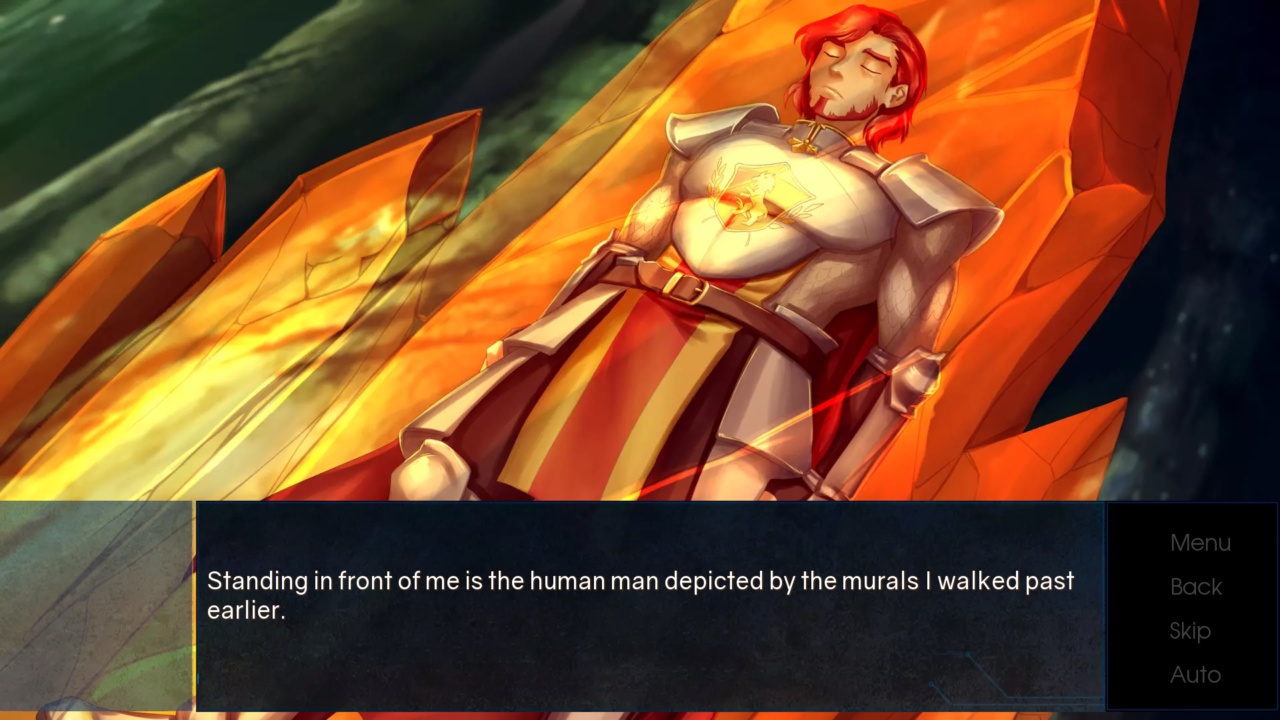 Standing in front of me is the human man depicted by the murals I walked past
earlier.
Menu
Back
Skip
Auto